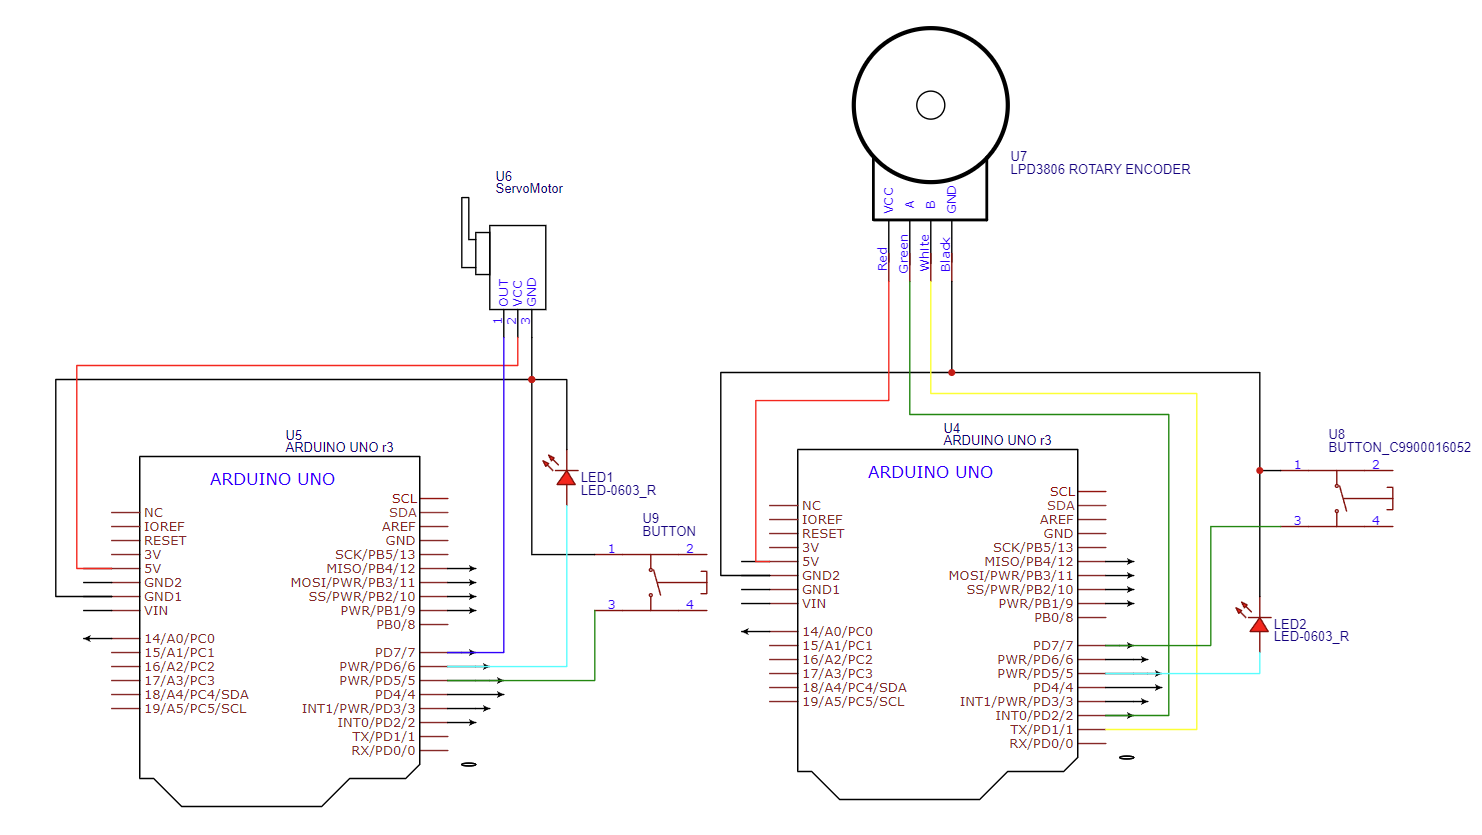 U7
LPD3806 ROTARY ENCODER
VCC
A
B
GND
Red
Green
White
Black
U6
ServoMotor
OUT
VCC
GND
1
2
3
U5
ARDUINO UNO r3
ARDUINO UNO
NC
IOREF
RESET
3V
5V
GND2
GND1
VIN
14/A0/PC0
15/A1/PC1
16/A2/PC2
17/A3/PC3
18/A4/PC4/SDA
19/A5/PC5/SCL
SCL
SDA
AREF
GND
SCK/PB5/13
MISO/PB4/12
MOSI/PWR/PB3/11
SS/PWR/PB2/10
PWR/PB1/9
PB0/8
PD7/7
PWR/PD6/6
PWR/PD5/5
PD4/4
INT1/PWR/PD3/3
INT0/PD2/2
TX/PD1/1
RX/PD0/0
LED1
LED-0603_R
U9
BUTTON
1 2
3 4
U4
ARDUINO UNO r3
ARDUINO UNO
NC
IOREF
RESET
3V
5V
GND2
GND1
VIN
14/A0/PC0
15/A1/PC1
16/A2/PC2
17/A3/PC3
18/A4/PC4/SDA
19/A5/PC5/SCL
SCL
SDA
AREF
GND
SCK/PB5/13
MISO/PB4/12
MOSI/PWR/PB3/11
SS/PWR/PB2/10
PWR/PB1/9
PB0/8
PD7/7
PWR/PD6/6
PWR/PD5/5
PD4/4
INT1/PWR/PD3/3
INT0/PD2/2
TX/PD1/1
RX/PD0/0
U8
BUTTON_C9900016052
1 2
3 4
LED2
LED-0603_R